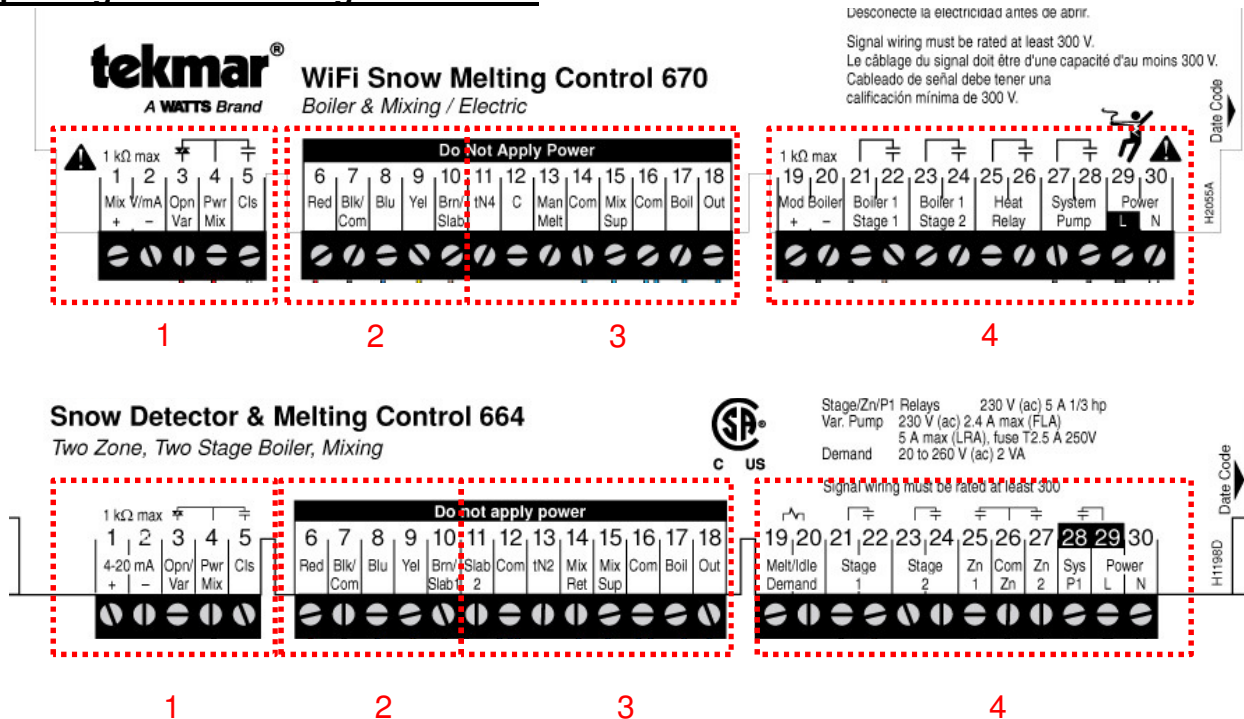 Desconecte la electricidad antes de abrir.
Signal wiring must be rated at least 300 V.
Le câblage du signal doit être d'une capacité d'au moins 300 V.
Cableado de señal debe tener una
calificación mínima de 300 V.
tekmar®
A WATTS Brand
WiFi Snow Melting Control 670
Boiler & Mixing / Electric
Date Code
H2055A
1 kΩ max
1 2 3 4 5
Mix V/mA Opn Pwr Cls
+ – Var Mix
Do Not Apply Power
6 7 8 9 10 11 12 13 14 15 16 17 18
Red Blk/ Blu Yel Brn/ tN4 C Man Com Mix Com Boil Out
Com Slab Melt Sup
1 kΩ max
19 20 21 22 23 24 25 26 27 28 29 30
Mod Boiler Boiler 1 Boiler 1 Heat System Power
+ – Stage 1 Stage 2 Relay Pump L N
1 2 3 4
Snow Detector & Melting Control 664
Two Zone, Two Stage Boiler, Mixing
SA®
C US
Stage/Zn/P1 Relays 230 V (ac) 5 A 1/3 hp
Var. Pump 230 V (ac) 2.4 A max (FLA)
5 A max (LRA), fuse T2.5 A 250V
Demand 20 to 260 V (ac) 2 VA
Signal wiring must be rated at least 300
Date Code
H1198D
1 kΩ max
1 2 3 4 5
4-20 mA Opn/ Pwr Cls
+ – Var Mix
Do not apply power
6 7 8 9 10 11 12 13 14 15 16 17 18
Red Blk/ Blu Yel Brn/ Slab Com tN2 Mix Mix Com Boil Out
Com Slab1 2 Ret Sup
19 20 21 22 23 24 25 26 27 28 29 30
Melt/Idle Stage Stage Zn Com Zn Sys Power
Demand 1 2 1 Zn 2 P1 L N
1 2 3 4